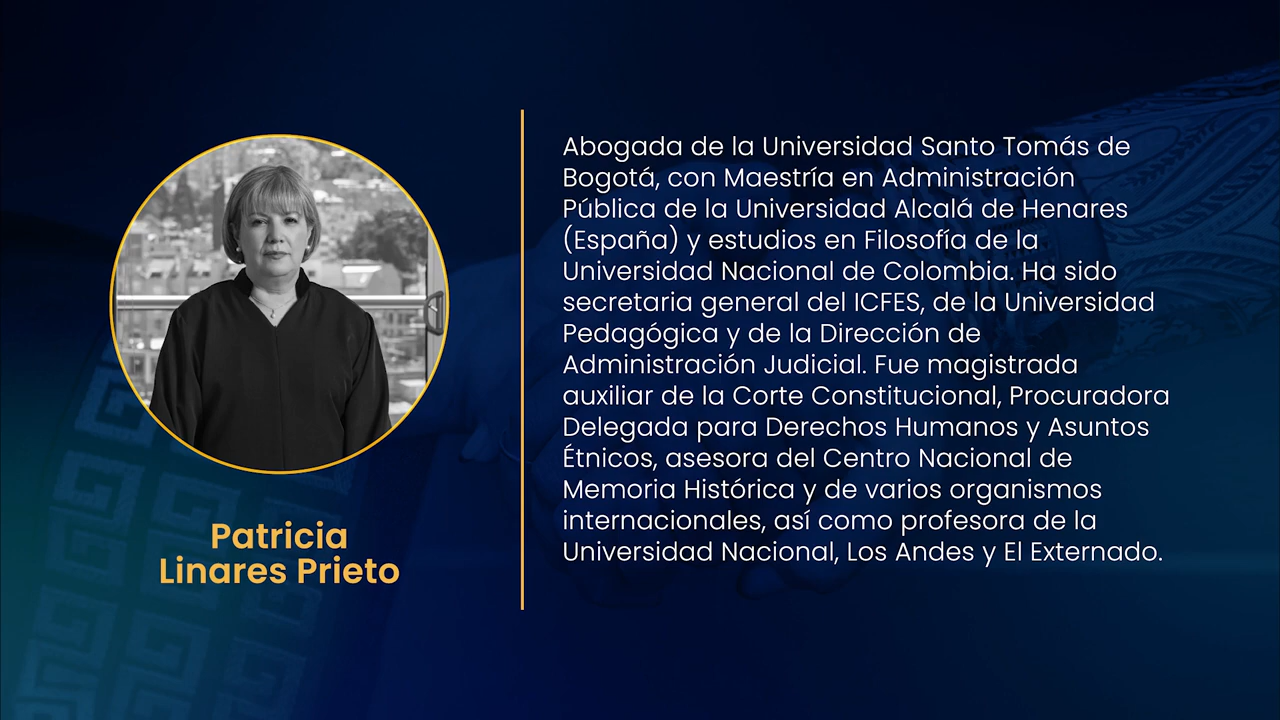 Patricia
Linares Prieto
Abogada de la Universidad Santo Tomás de
Bogotá, con Maestría en Administración
Pública de la Universidad Alcalá de Henares
(España) y estudios en Filosofía de la
Universidad Nacional de Colombia. Ha sido
secretaria general del ICFES, de la Universidad
Pedagógica y de la Dirección de
Administración Judicial. Fue magistrada
auxiliar de la Corte Constitucional, Procuradora
Delegada para Derechos Humanos y Asuntos
Étnicos, asesora del Centro Nacional de
Memoria Histórica y de varios organismos
internacionales, así como profesora de la
Universidad Nacional, Los Andes y El Externado.